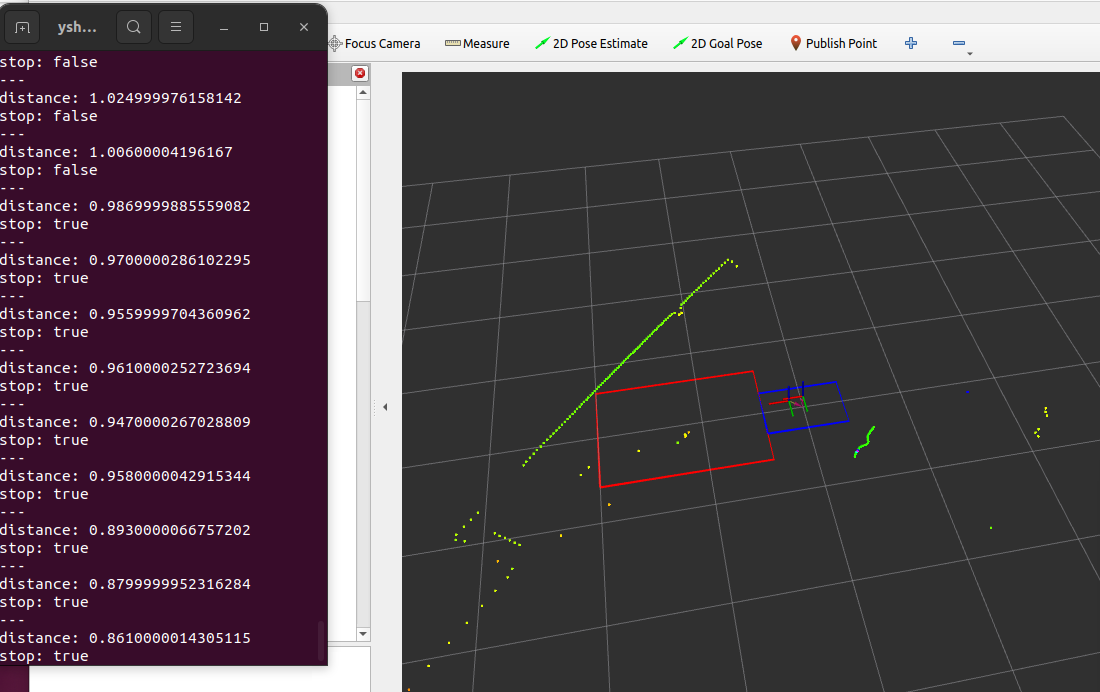 ysh...
Focus Camera
Measure
2D Pose Estimate
2D Goal Pose
Publish Point
stop: false
---
distance: 1.024999976158142
stop: false
---
distance: 1.00600004196167
stop: false
---
distance: 0.9869999885559082
stop: true
---
distance: 0.9700000286102295
stop: true
---
distance: 0.9559999704360962
stop: true
---
distance: 0.9610000252723694
stop: true
---
distance: 0.9470000267028809
stop: true
---
distance: 0.9580000042915344
stop: true
---
distance: 0.8930000066757202
stop: true
---
distance: 0.8799999952316284
stop: true
---
distance: 0.8610000014305115
stop: true